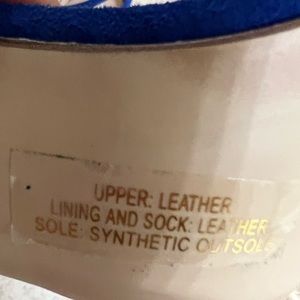 UPPER: LEATHER
LINING AND SOCK: LEATHER
SOLE: SYNTHETIC OUTSOLE